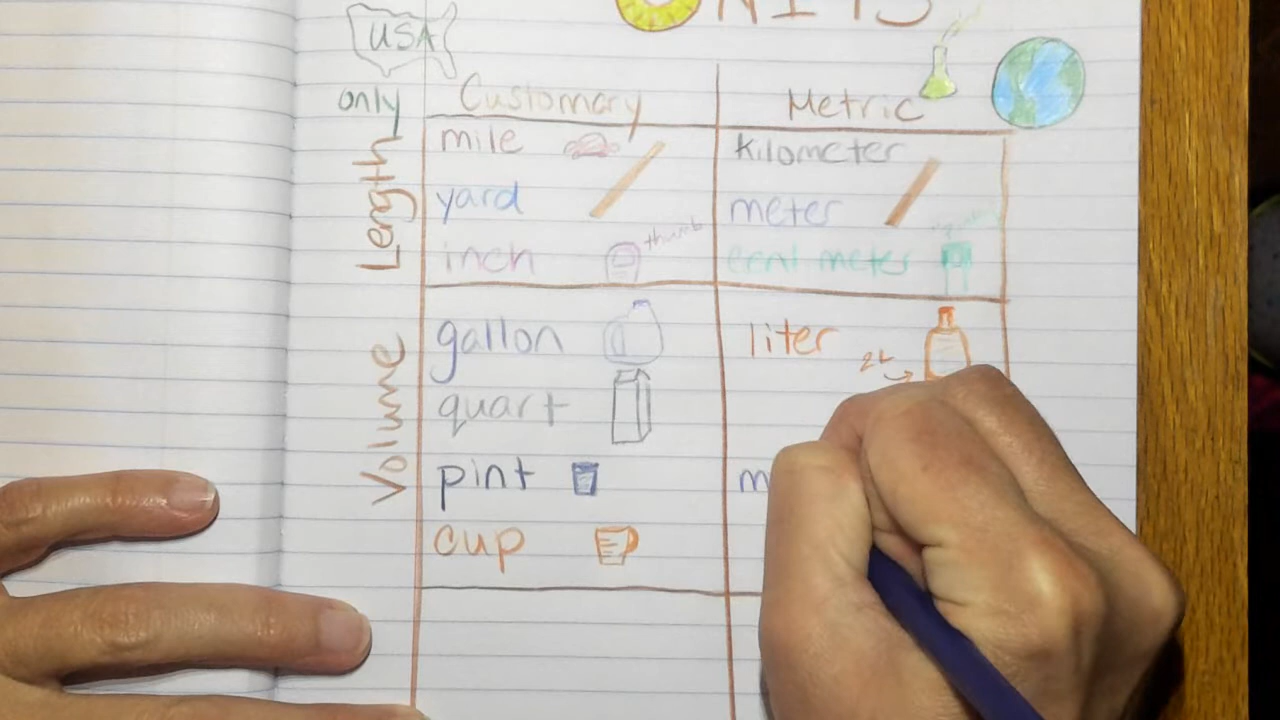 UNITS
USA
only Customary Metric
Length
mile kilometer
yard meter
inch thumb centimeter
Volume
gallon liter
2L
quart
pint m
cup